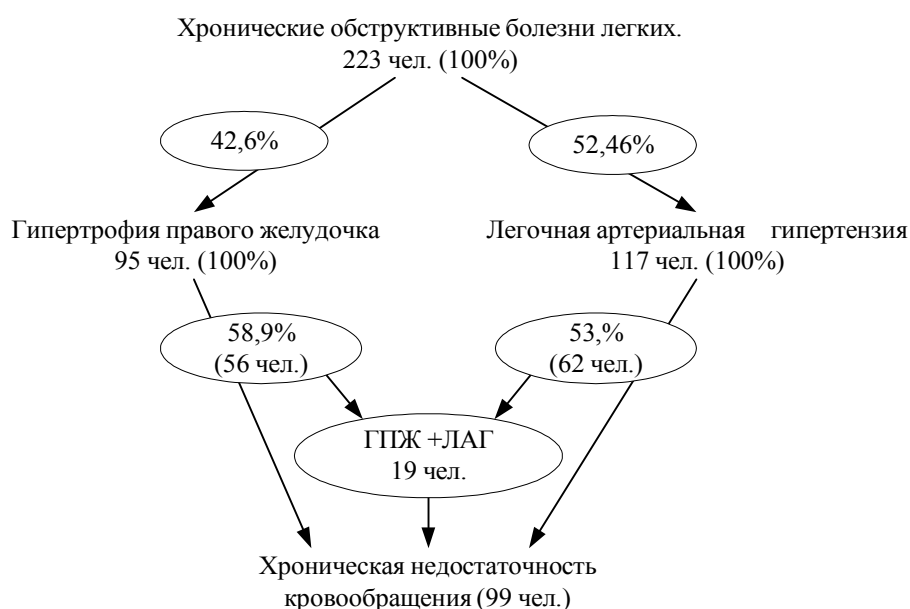 Хронические обструктивные болезни легких.
223 чел. (100%)
42,6%
52,46%
Гипертрофия правого желудочка
95 чел. (100%)
Легочная артериальная гипертензия
117 чел. (100%)
58,9%
(56 чел.)
53,%
(62 чел.)
ГПЖ +ЛАГ
19 чел.
Хроническая недостаточность
кровообращения (99 чел.)